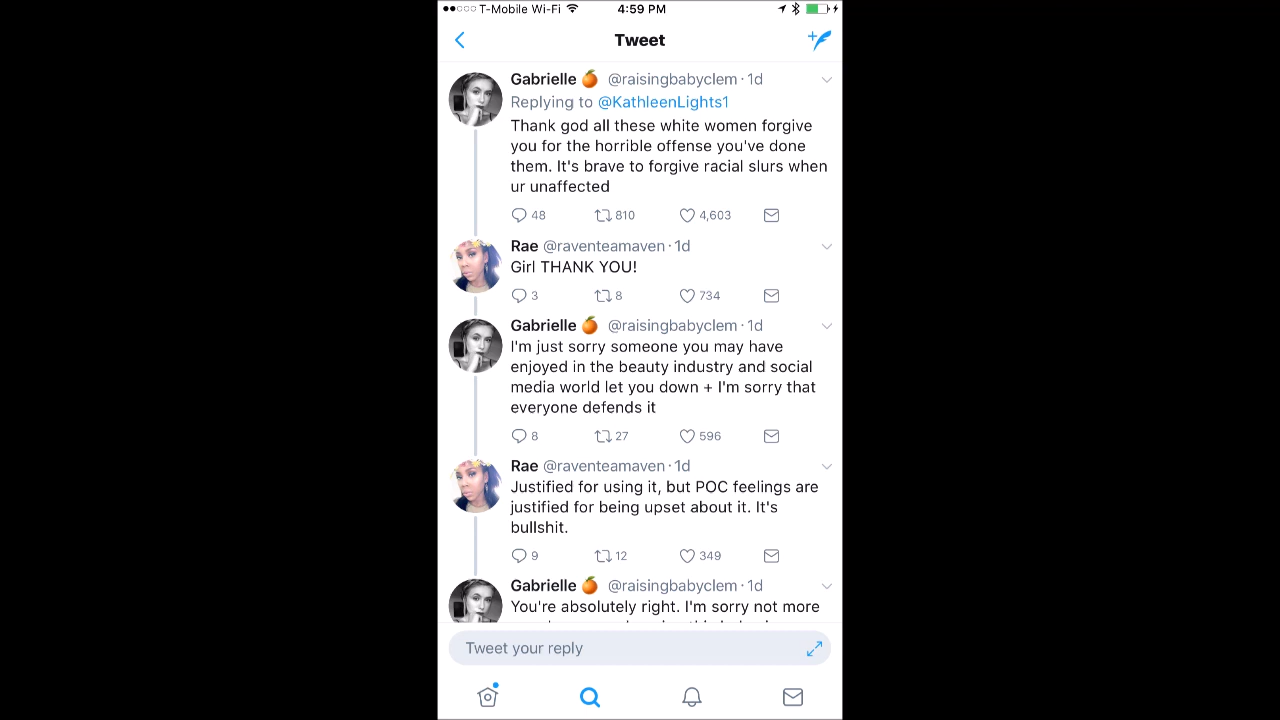 T-Mobile Wi-Fi 4:59 PM
Tweet
Gabrielle 🍊 @raisingbabyclem · 1d
Replying to @KathleenLights1
Thank god all these white women forgive
you for the horrible offense you've done
them. It's brave to forgive racial slurs when
ur unaffected
48 810 4,603
Rae @raventeamaven · 1d
Girl THANK YOU!
3 8 734
Gabrielle 🍊 @raisingbabyclem · 1d
I'm just sorry someone you may have
enjoyed in the beauty industry and social
media world let you down + I'm sorry that
everyone defends it
8 27 596
Rae @raventeamaven · 1d
Justified for using it, but POC feelings are
justified for being upset about it. It's
bullshit.
9 12 349
Gabrielle 🍊 @raisingbabyclem · 1d
You're absolutely right. I'm sorry not more
Tweet your reply